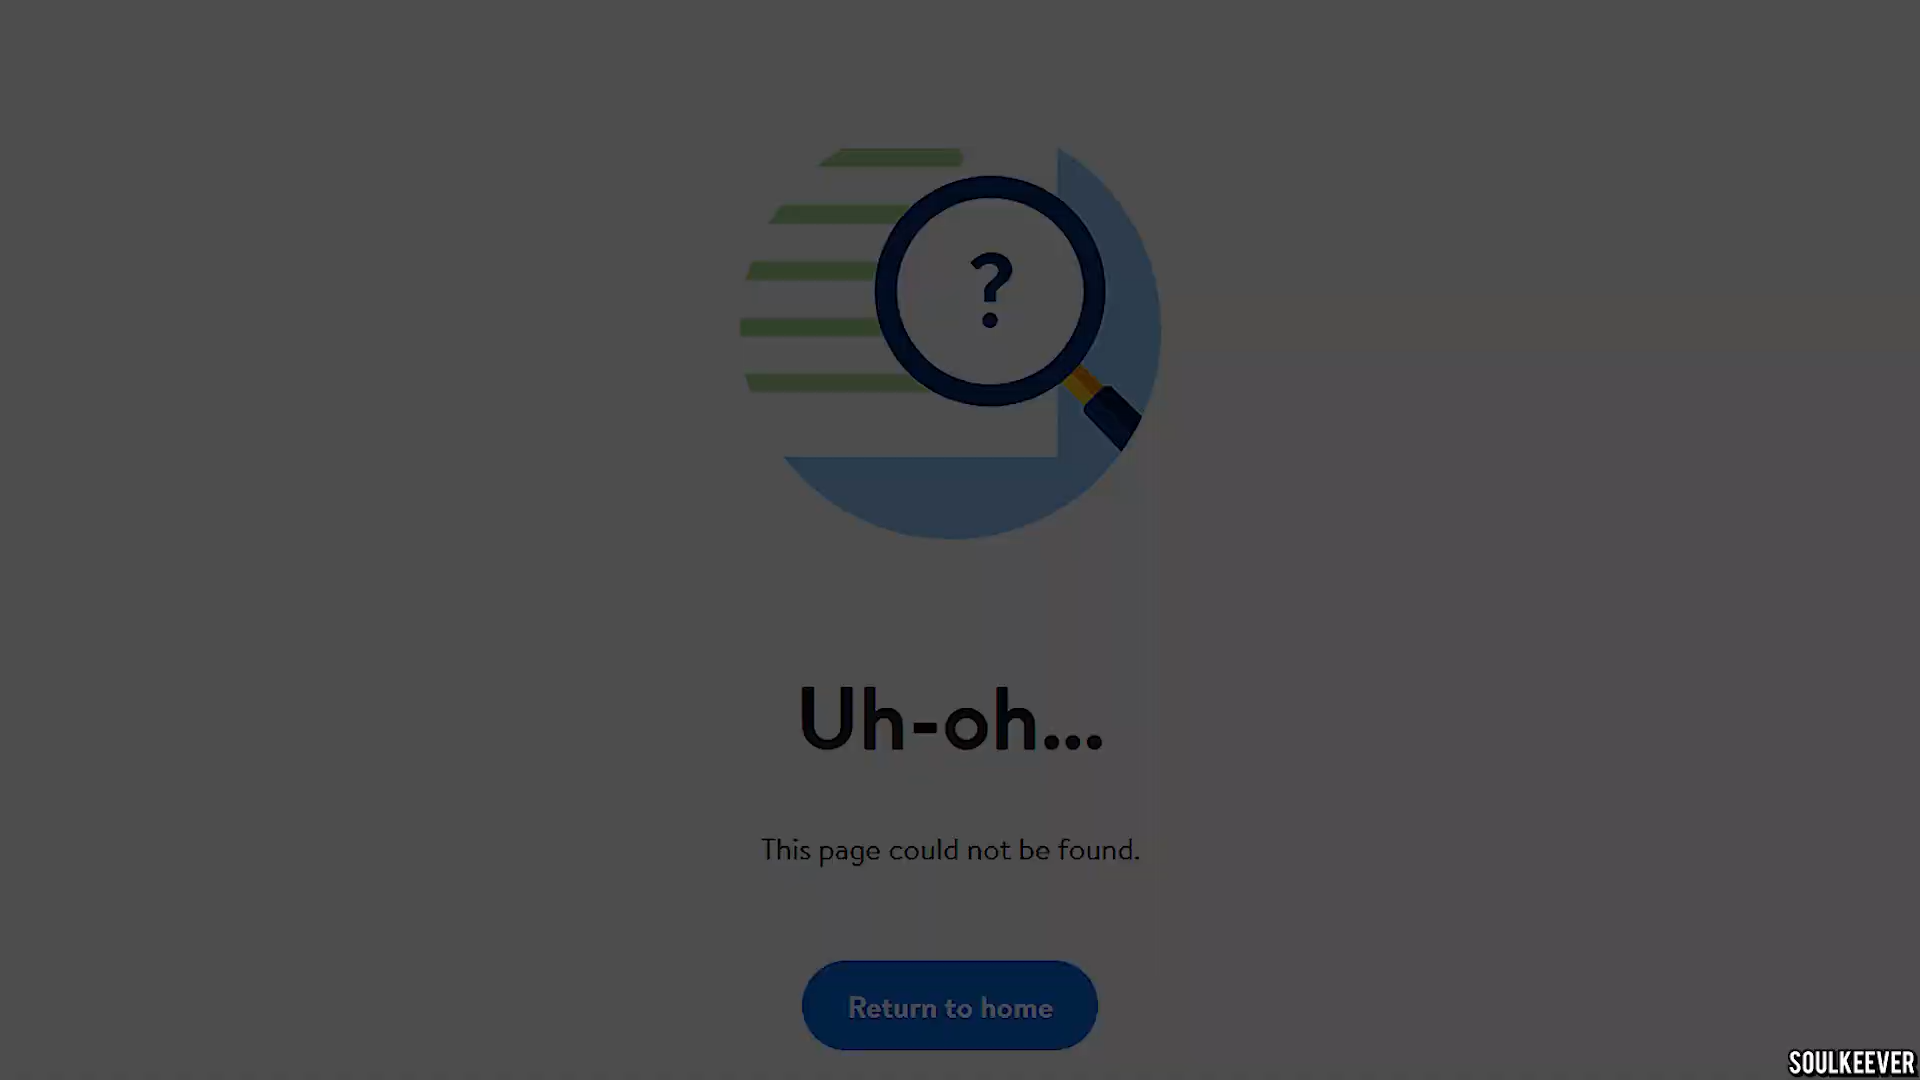 ?
Uh-oh...
This page could not be found.
Return to home
SOULKEEVER